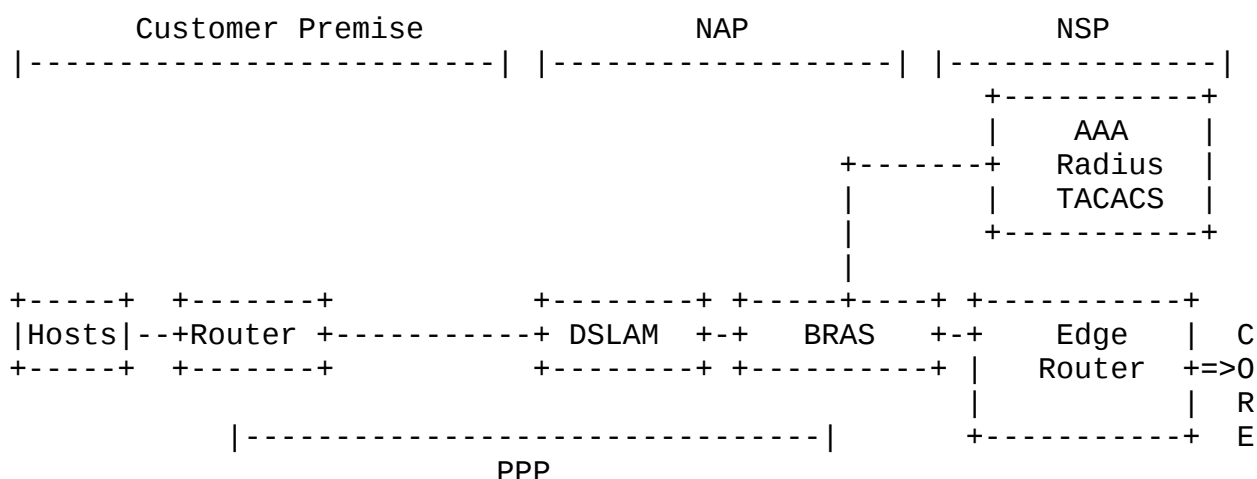 Customer Premise NAP NSP
|--------------------------| |-------------------| |---------------|
+-----------+
| AAA |
+-------+ Radius |
| | TACACS |
| +-----------+
|
+-----+ +-------+ +--------+ +-----+----+ +-----------+
|Hosts|--+Router +-----------+ DSLAM +-+ BRAS +-+ Edge | C
+-----+ +-------+ +--------+ +----------+ | Router +=>O
| | R
|--------------------------------| +-----------+ E
PPP